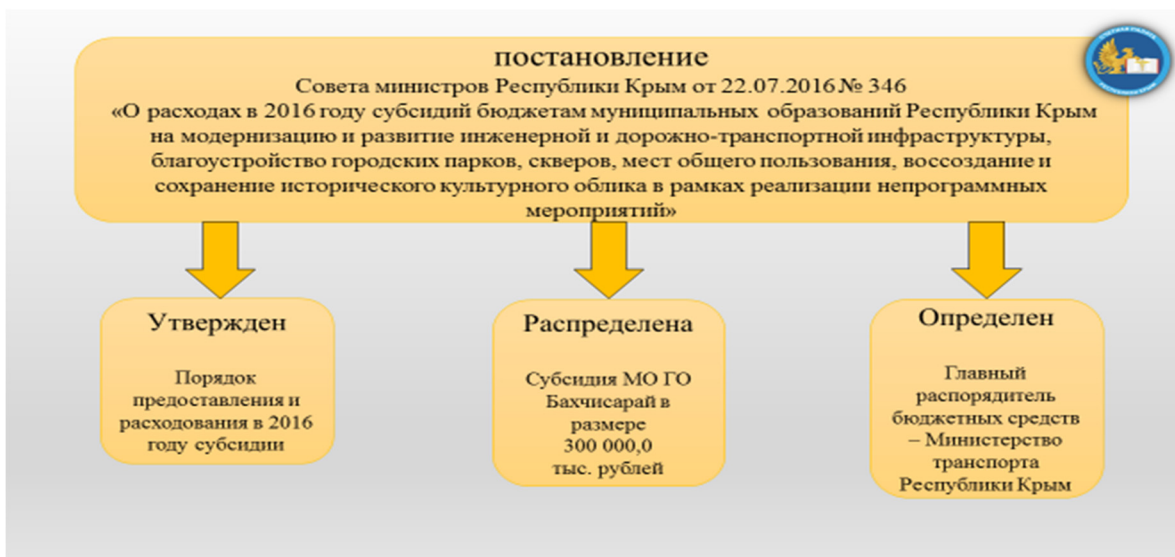 постановление
Совета министров Республики Крым от 22.07.2016 № 346
«О расходах в 2016 году субсидий бюджетам муниципальных образований Республики Крым
на модернизацию и развитие инженерной и дорожно-транспортной инфраструктуры,
благоустройство городских парков, скверов, мест общего пользования, воссоздание и
сохранение исторического культурного облика в рамках реализации непрограммных
мероприятий»
Утвержден
Порядок
предоставления и
расходования в 2016
году субсидии
Распределена
Субсидия МО ГО
Бахчисарай в
размере
300 000,0
тыс. рублей
Определен
Главный
распорядитель
бюджетных средств
– Министерство
транспорта
Республики Крым